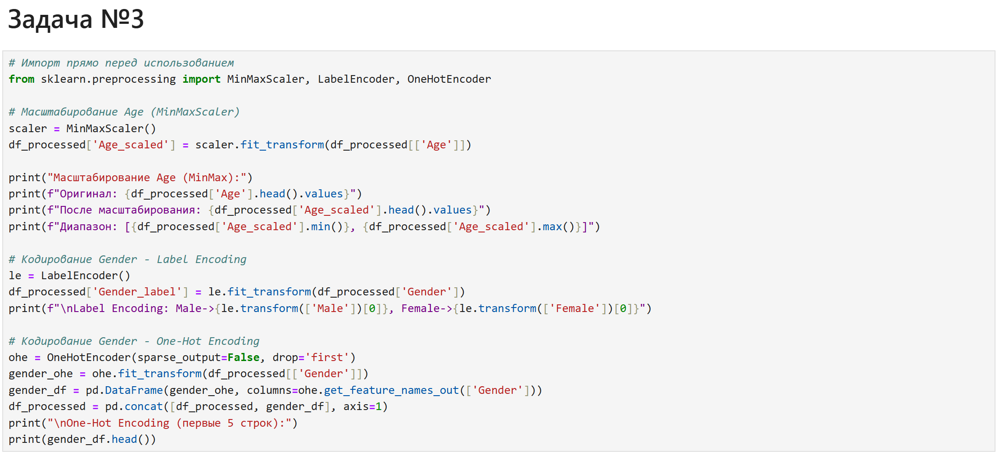 Задача №3
# Импорт прямо перед использованием
from sklearn.preprocessing import MinMaxScaler, LabelEncoder, OneHotEncoder
# Масштабирование Age (MinMaxScaler)
scaler = MinMaxScaler()
df_processed['Age_scaled'] = scaler.fit_transform(df_processed[['Age']])
print("Масштабирование Age (MinMax):")
print(f"Оригинал: {df_processed['Age'].head().values}")
print(f"После масштабирования: {df_processed['Age_scaled'].head().values}")
print(f"Диапазон: [{df_processed['Age_scaled'].min()}, {df_processed['Age_scaled'].max()}]")
# Кодирование Gender - Label Encoding
le = LabelEncoder()
df_processed['Gender_label'] = le.fit_transform(df_processed['Gender'])
print(f"\nLabel Encoding: Male->{le.transform(['Male'])[0]}, Female->{le.transform(['Female'])[0]}")
# Кодирование Gender - One-Hot Encoding
ohe = OneHotEncoder(sparse_output=False, drop='first')
gender_ohe = ohe.fit_transform(df_processed[['Gender']])
gender_df = pd.DataFrame(gender_ohe, columns=ohe.get_feature_names_out(['Gender']))
df_processed = pd.concat([df_processed, gender_df], axis=1)
print("\nOne-Hot Encoding (первые 5 строк):")
print(gender_df.head())